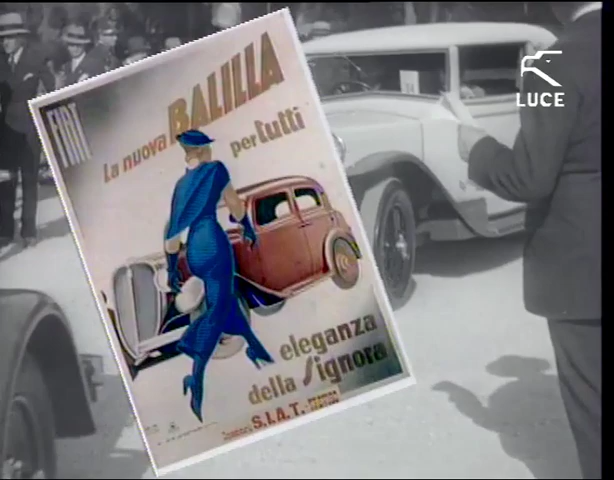 FIAT
La nuova BALILLA
per tutti
eleganza
della Signora
S.I.A.T.
LUCE